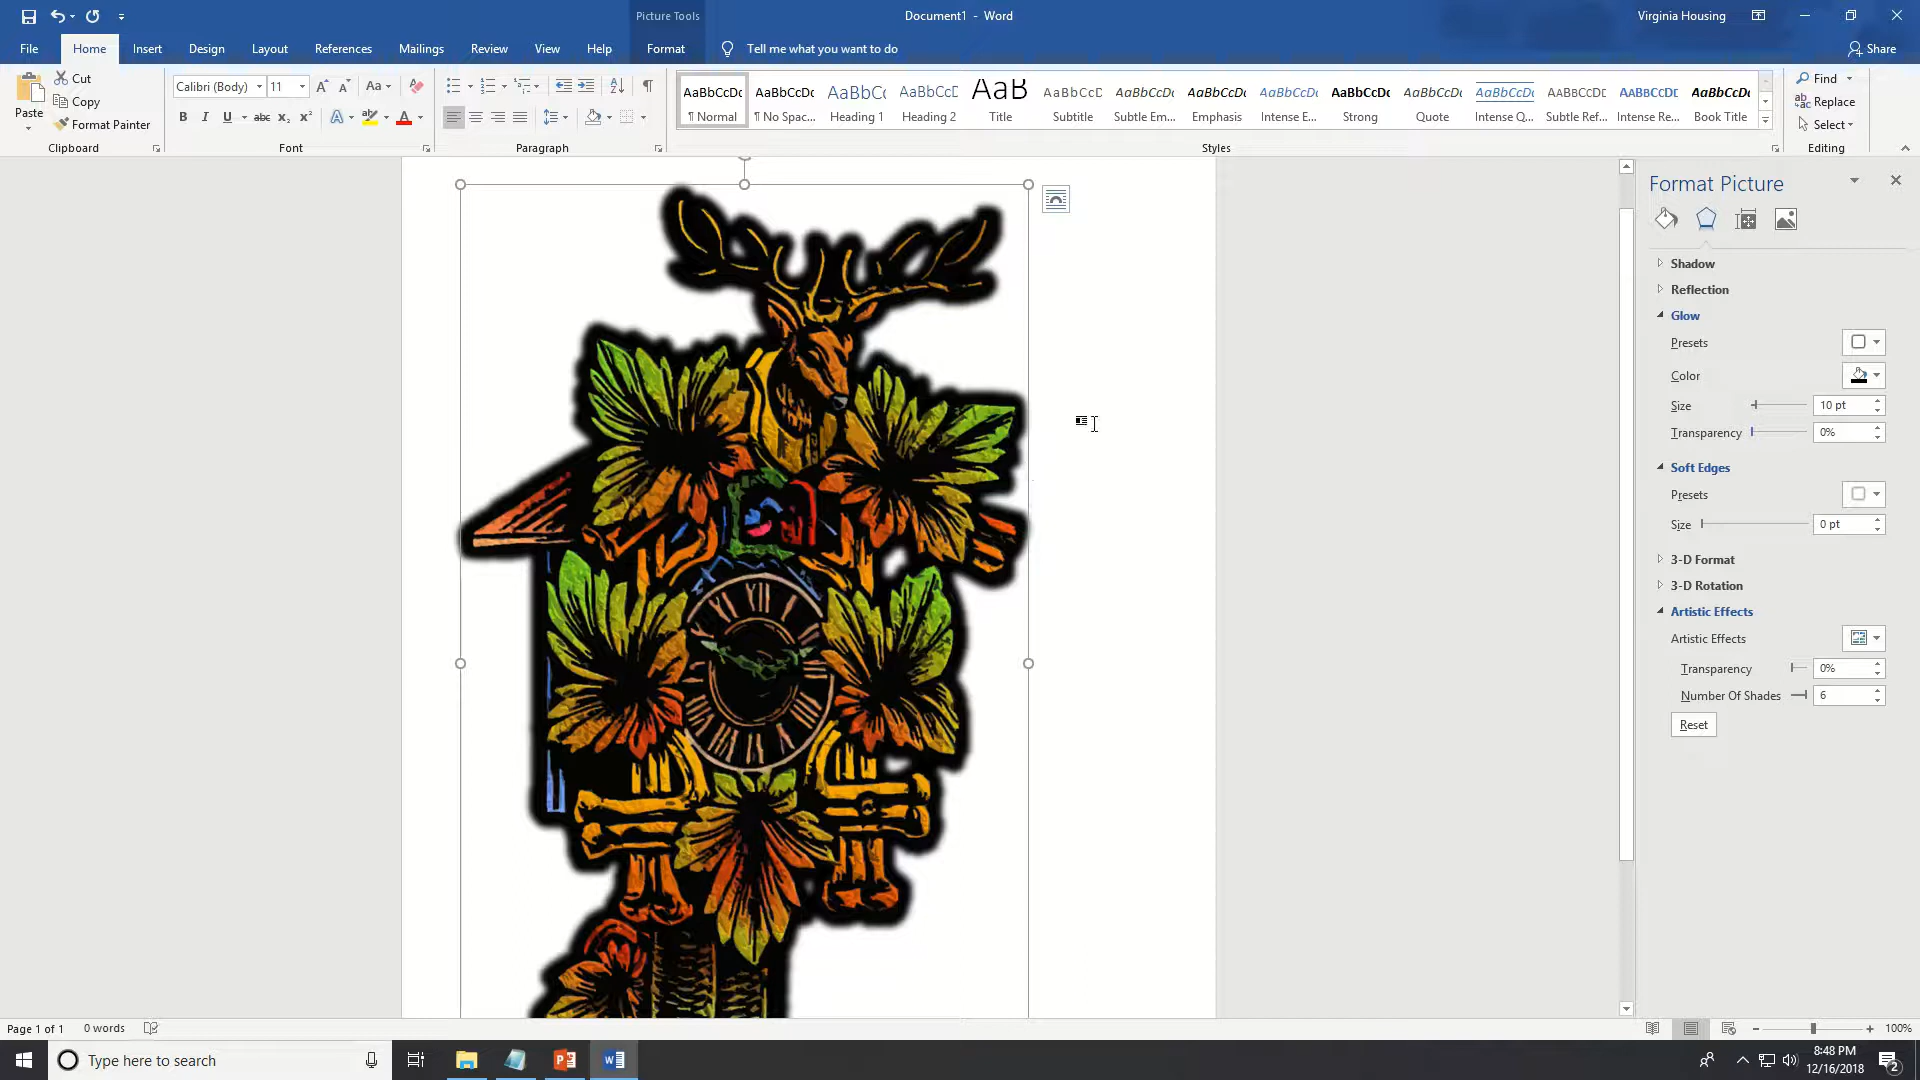 Picture Tools
Document1 - Word
Virginia Housing
File Home Insert Design Layout References Mailings Review View Help Format Tell me what you want to do Share
Paste
Cut
Copy
Format Painter
Clipboard
Calibri (Body) 11
Aa
B I U abc x₂ x² A A
Font
Paragraph
AaBbCcDc AaBbCcDc AaBbCc AaBbCcD AaB AaBbCcD AaBbCcDc AaBbCcDc AaBbCcDc AaBbCcDc AaBbCcDc AaBbCcDc AABBCCDC AABBCCDC AaBbCcDc
¶ Normal ¶ No Spac... Heading 1 Heading 2 Title Subtitle Subtle Em... Emphasis Intense E... Strong Quote Intense Q... Subtle Ref... Intense Re... Book Title
Styles
Find
Replace
Select
Editing
Format Picture
Shadow
Reflection
Glow
Presets
Color
Size 10 pt
Transparency 0%
Soft Edges
Presets
Size 0 pt
3-D Format
3-D Rotation
Artistic Effects
Artistic Effects
Transparency 0%
Number Of Shades 6
Reset
Page 1 of 1 0 words
100%
Type here to search
8:48 PM
12/16/2018
2